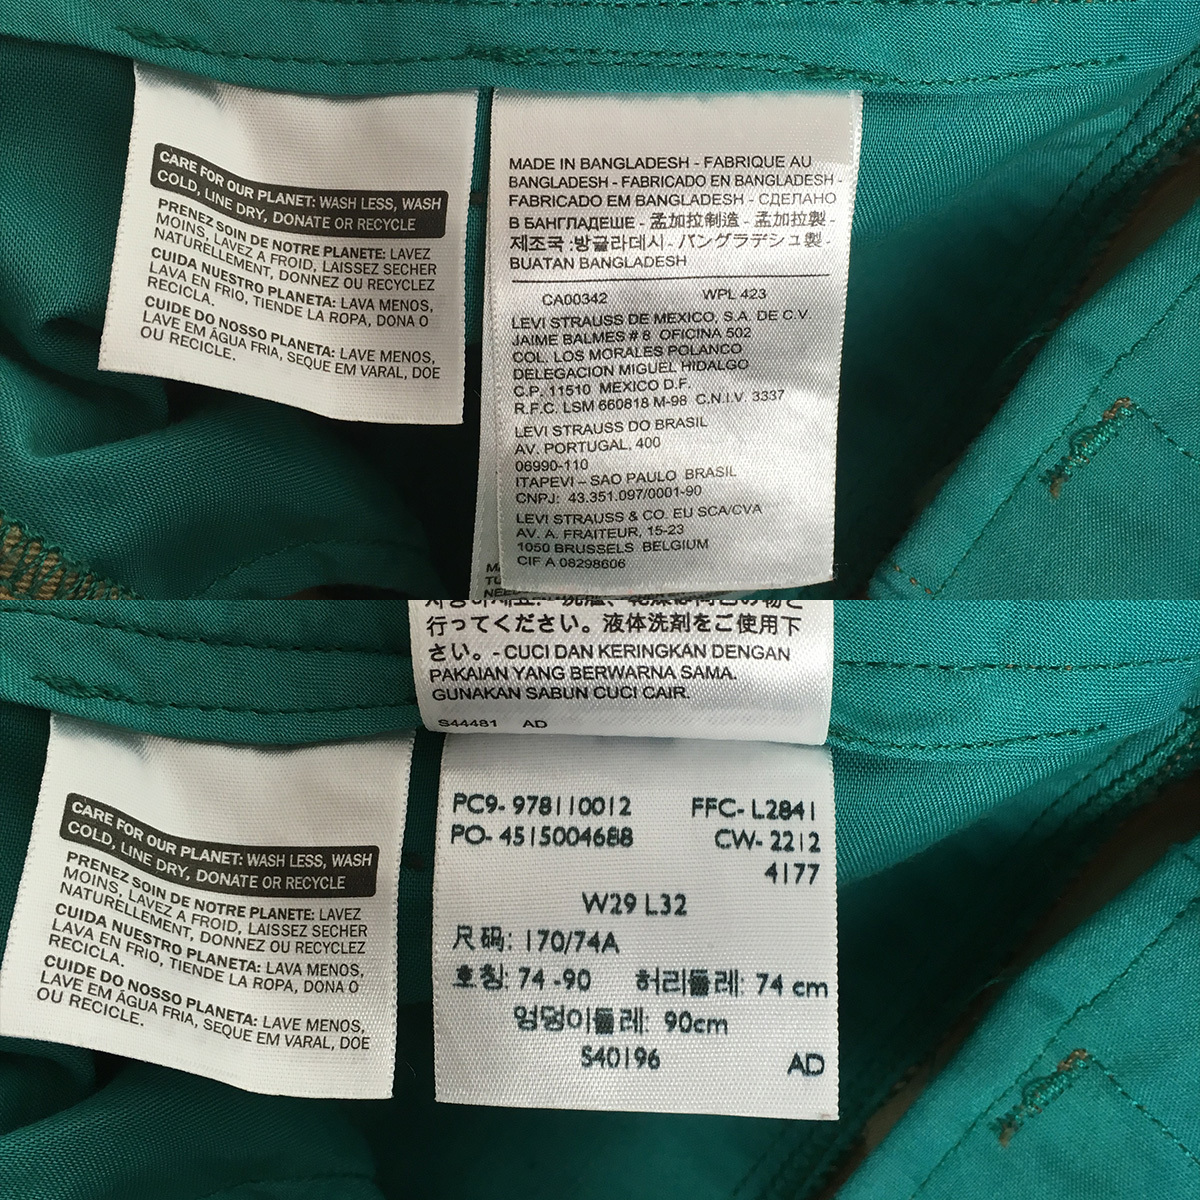 CARE FOR OUR PLANET: WASH LESS, WASH
COLD, LINE DRY, DONATE OR RECYCLE
PRENEZ SOIN DE NOTRE PLANETE: LAVEZ
MOINS, LAVEZ A FROID, LAISSEZ SECHER
NATURELLEMENT, DONNEZ OU RECYCLEZ
CUIDA NUESTRO PLANETA: LAVA MENOS,
LAVA EN FRIO, TIENDE LA ROPA, DONA O
RECICLA.
CUIDE DO NOSSO PLANETA: LAVE MENOS,
LAVE EM ÁGUA FRIA, SEQUE EM VARAL, DOE
OU RECICLE.
MADE IN BANGLADESH - FABRIQUE AU
BANGLADESH - FABRICADO EN BANGLADESH -
FABRICADO EM BANGLADESH - СДЕЛАНО
В БАНГЛАДЕШЕ - 孟加拉制造 - 孟加拉製 -
제조국 :방글라데시 - バングラデシュ製 -
BUATAN BANGLADESH
CA00342 WPL 423
LEVI STRAUSS DE MEXICO, S.A. DE C.V.
JAIME BALMES # 8 OFICINA 502
COL. LOS MORALES POLANCO
DELEGACION MIGUEL HIDALGO
C.P. 11510 MEXICO D.F.
R.F.C. LSM 660818 M-98 C.N.I.V. 3337
LEVI STRAUSS DO BRASIL
AV. PORTUGAL, 400
06990-110
ITAPEVI – SAO PAULO BRASIL
CNPJ: 43.351.097/0001-90
LEVI STRAUSS & CO. EU SCA/CVA
AV. A. FRAITEUR, 15-23
1050 BRUSSELS BELGIUM
CIF A 08298606
行ってください。液体洗剤をご使用下
さい。- CUCI DAN KERINGKAN DENGAN
PAKAIAN YANG BERWARNA SAMA.
GUNAKAN SABUN CUCI CAIR.
S44481 AD
CARE FOR OUR PLANET: WASH LESS, WASH
COLD, LINE DRY, DONATE OR RECYCLE
PRENEZ SOIN DE NOTRE PLANETE: LAVEZ
MOINS, LAVEZ A FROID, LAISSEZ SECHER
NATURELLEMENT, DONNEZ OU RECYCLEZ
CUIDA NUESTRO PLANETA: LAVA MENOS,
LAVA EN FRIO, TIENDE LA ROPA, DONA O
RECICLA.
CUIDE DO NOSSO PLANETA: LAVE MENOS,
LAVE EM ÁGUA FRIA, SEQUE EM VARAL, DOE
OU RECICLE.
PC9- 978110012 FFC- L2841
PO- 4515004688 CW- 2212
4177
W29 L32
尺码: 170/74A
호칭: 74 -90 허리둘레: 74 cm
엉덩이둘레: 90cm
S40196 AD